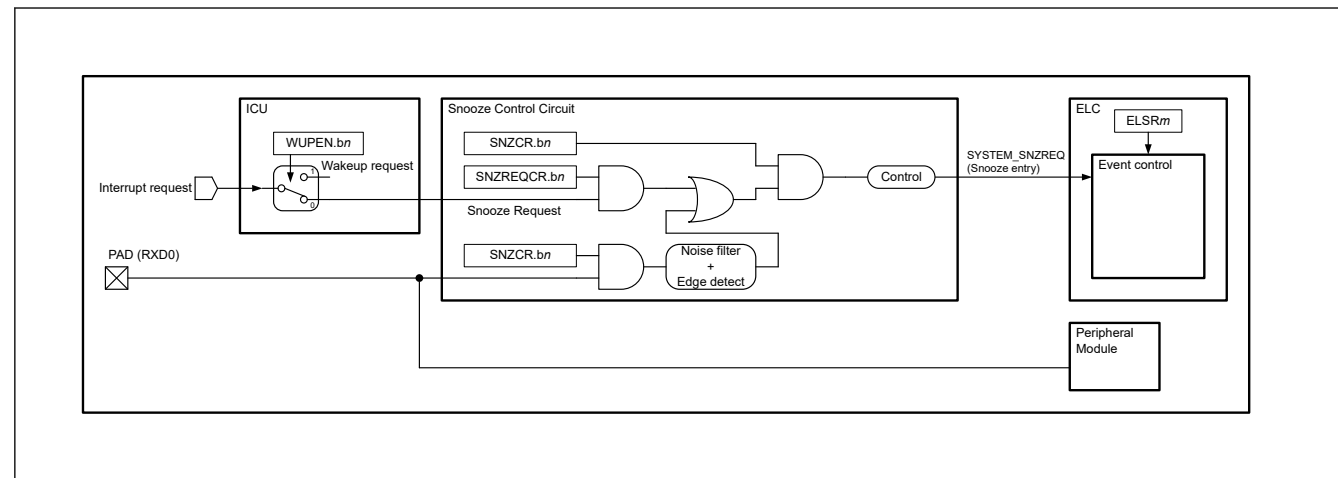 ICU
WUPEN.bn
1
Wakeup request
0
Interrupt request
PAD (RXD0)
Snooze Control Circuit
SNZCR.bn
SNZREQCR.bn
Snooze Request
SNZCR.bn
Noise filter
+
Edge detect
Control
SYSTEM_SNZREQ
(Snooze entry)
ELC
ELSRm
Event control
Peripheral
Module